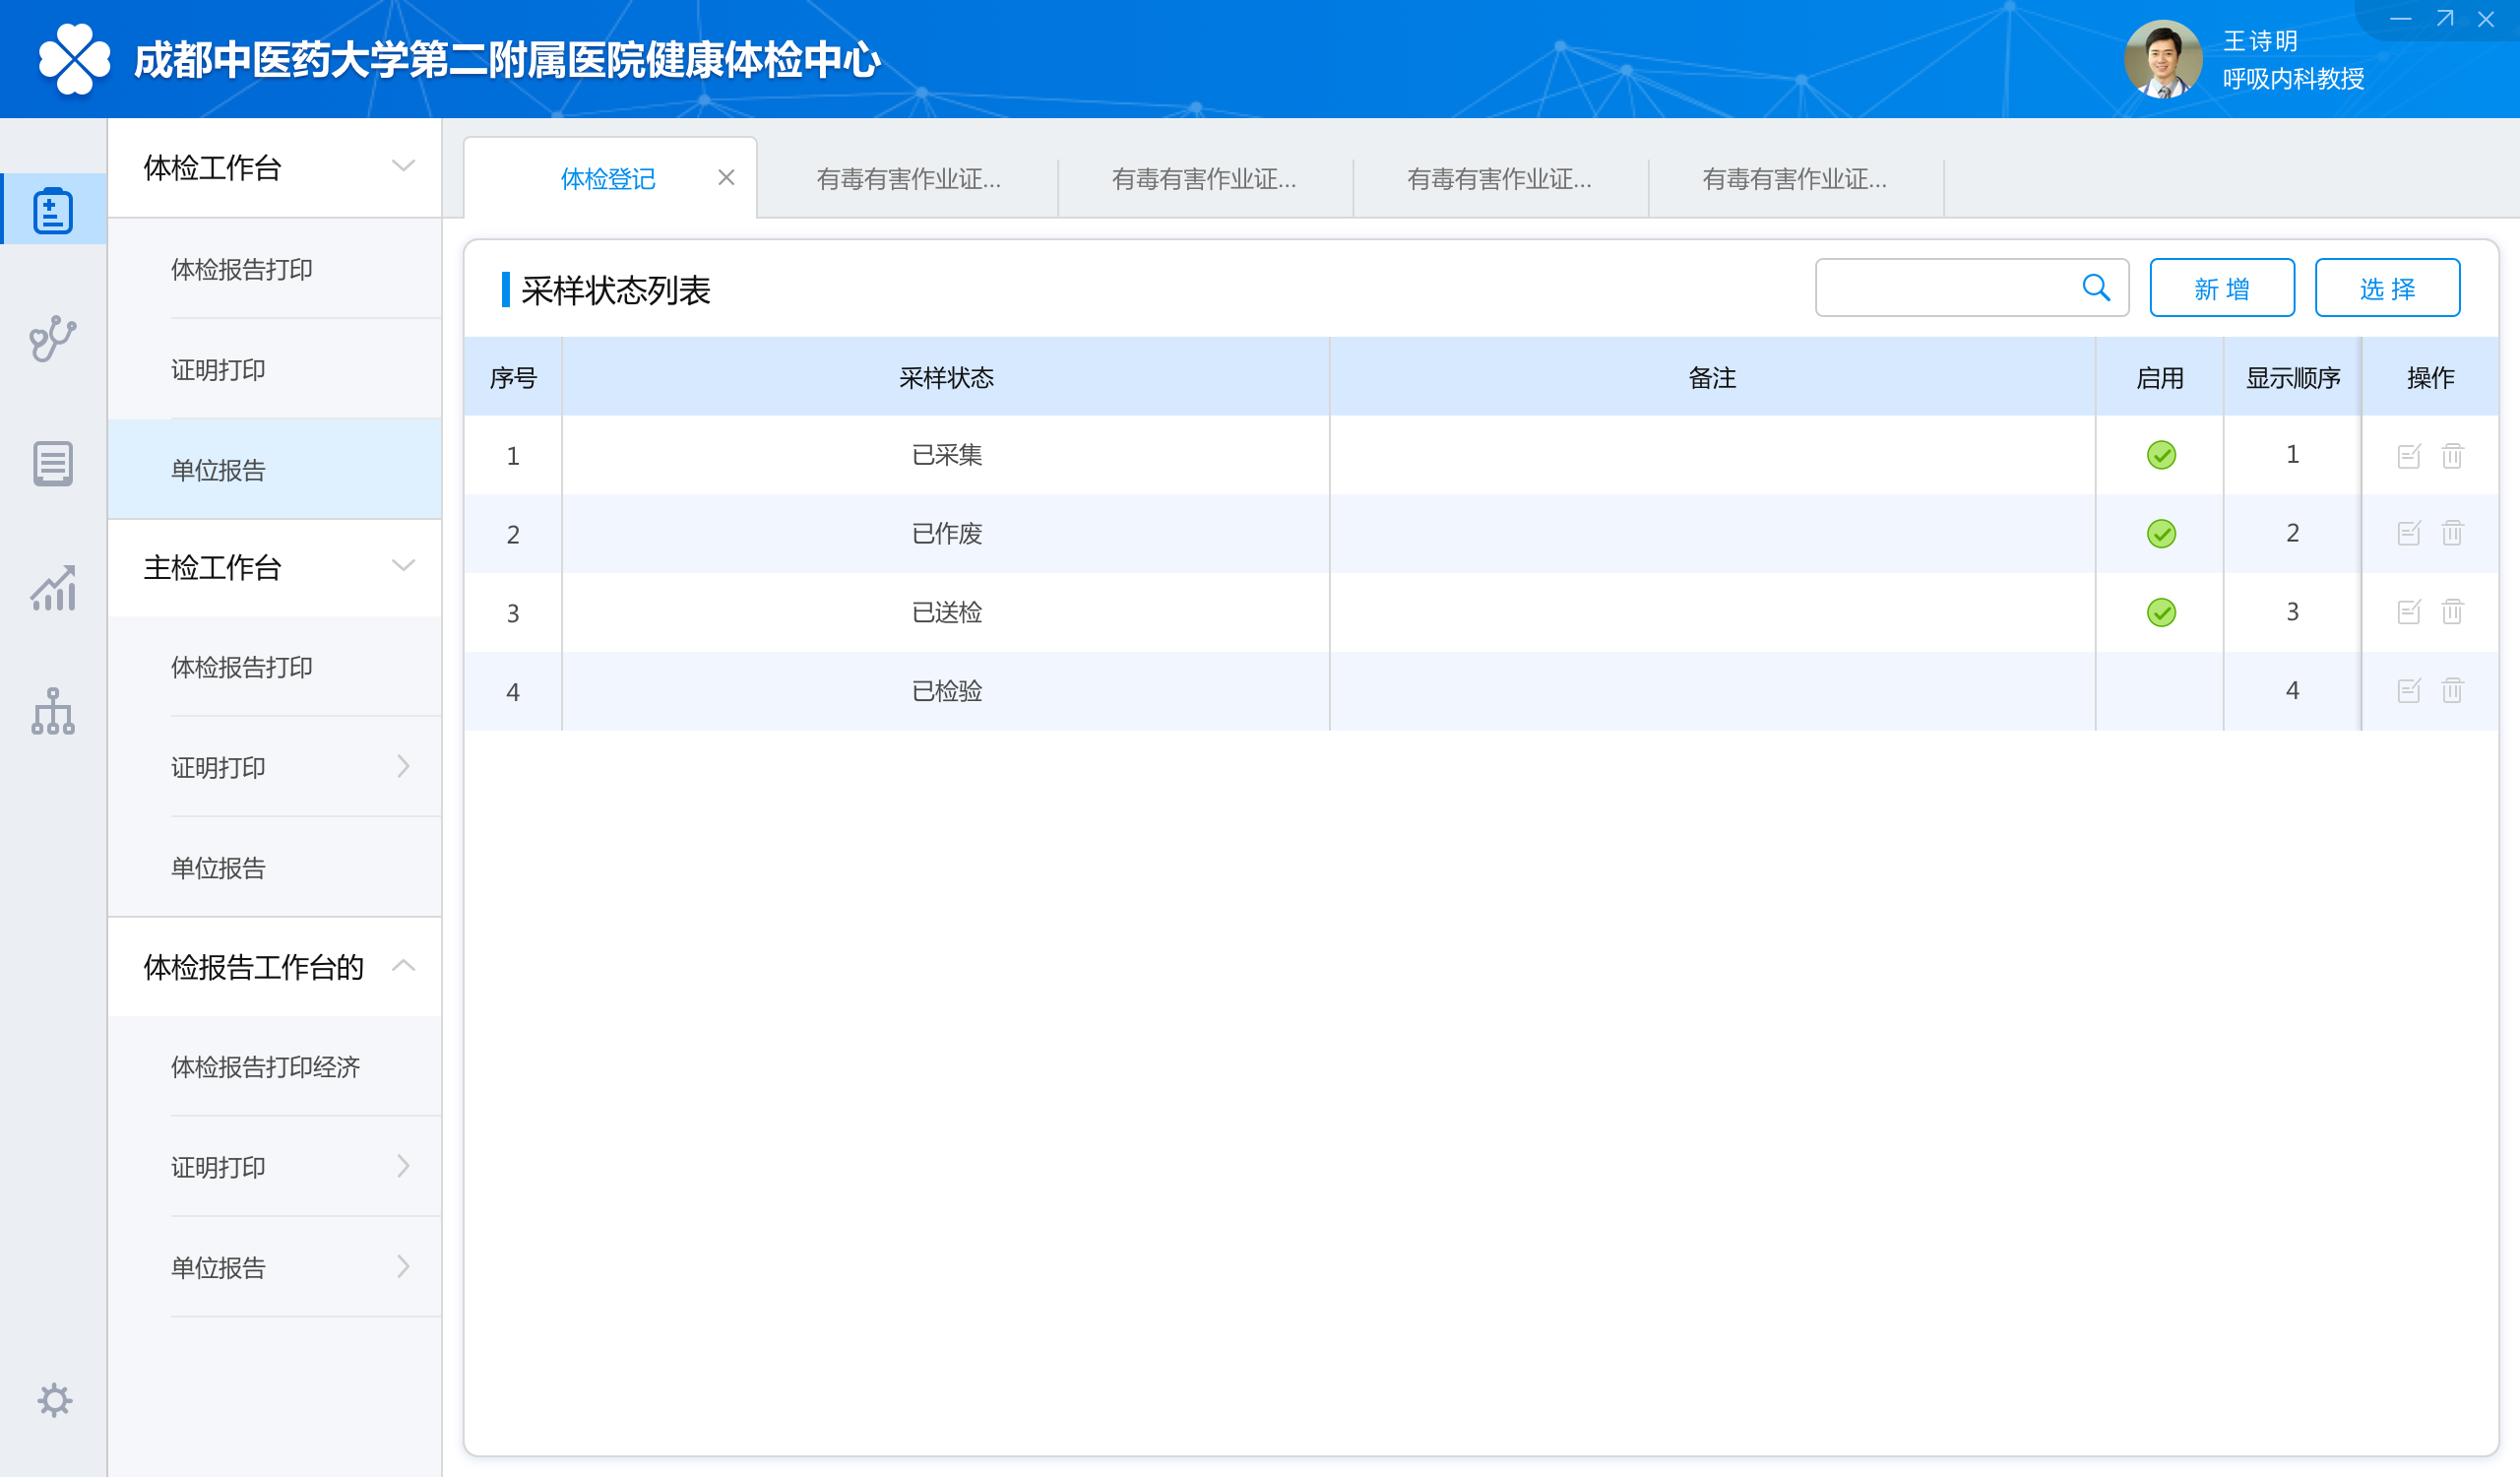 成都中医药大学第二附属医院健康体检中心
王诗明
呼吸内科教授
体检工作台
体检报告打印
证明打印
单位报告
主检工作台
体检报告打印
证明打印
单位报告
体检报告工作台的
体检报告打印经济
证明打印
单位报告
体检登记 有毒有害作业证... 有毒有害作业证... 有毒有害作业证... 有毒有害作业证...
采样状态列表 新增 选择
序号 采样状态 备注 启用 显示顺序 操作
1 已采集 1
2 已作废 2
3 已送检 3
4 已检验 4